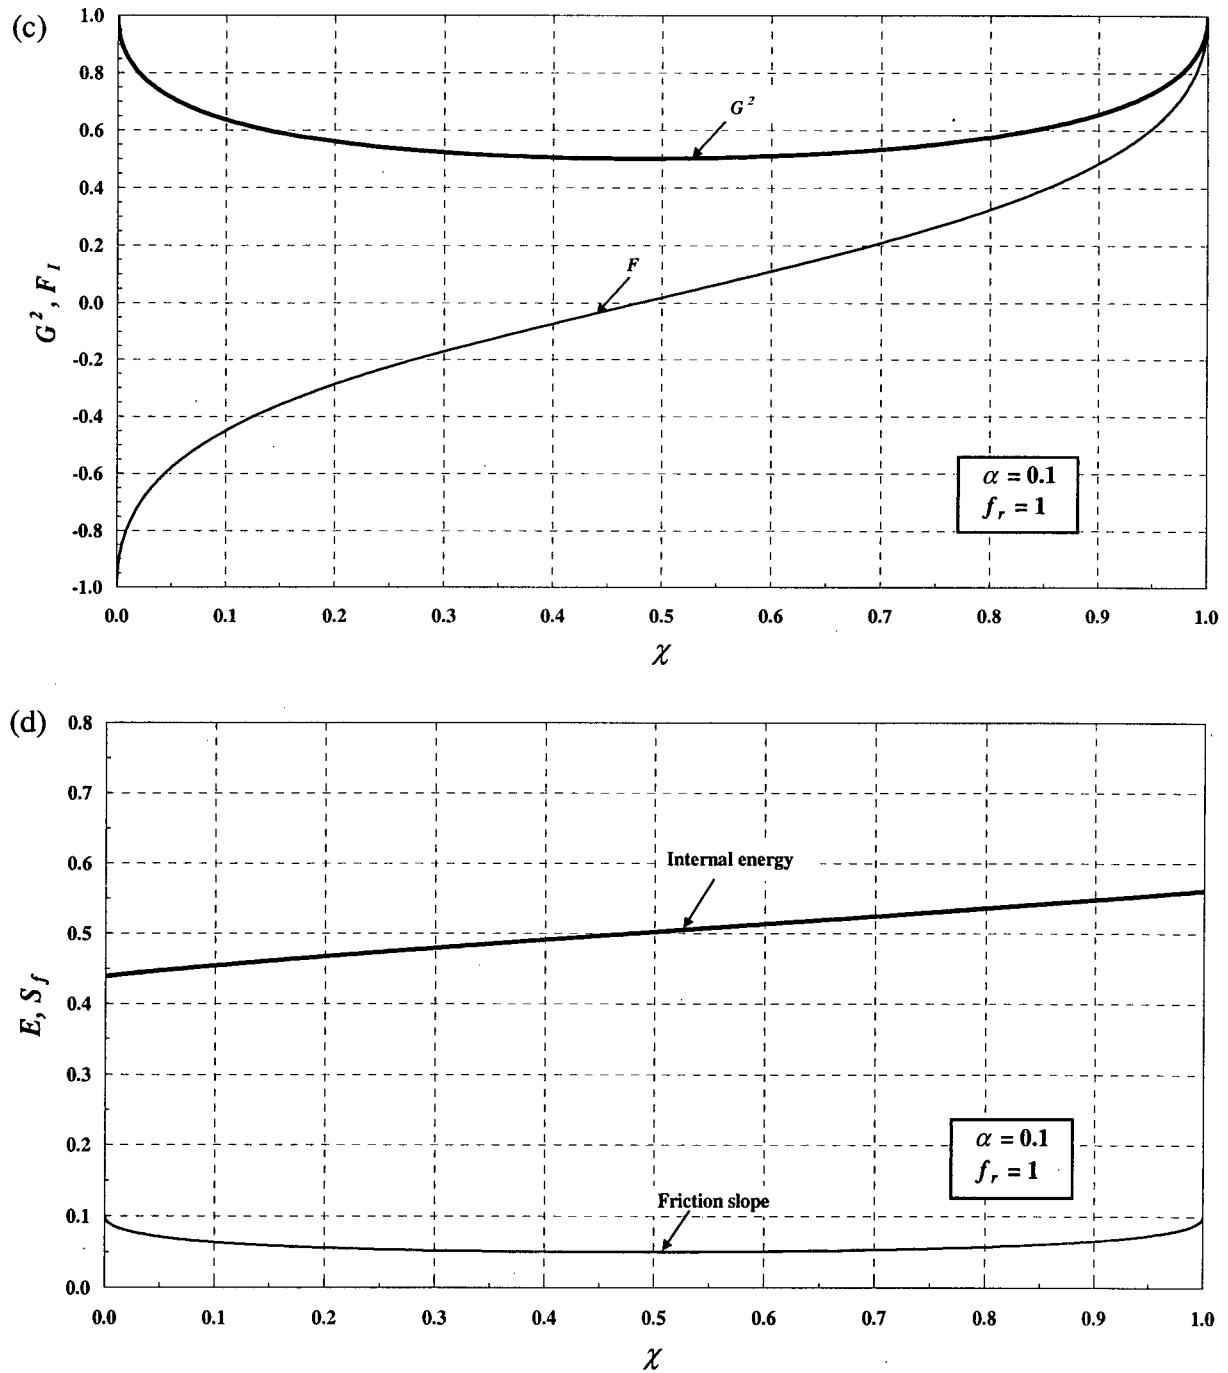 (c)
1.0
0.8
0.6
0.4
0.2
0.0
-0.2
-0.4
-0.6
-0.8
-1.0
G², F_I
G²
F
α = 0.1
f_r = 1
0.0 0.1 0.2 0.3 0.4 0.5 0.6 0.7 0.8 0.9 1.0
χ
(d)
0.8
0.7
0.6
0.5
0.4
0.3
0.2
0.1
0.0
E, S_f
Internal energy
α = 0.1
f_r = 1
Friction slope
0.0 0.1 0.2 0.3 0.4 0.5 0.6 0.7 0.8 0.9 1.0
χ